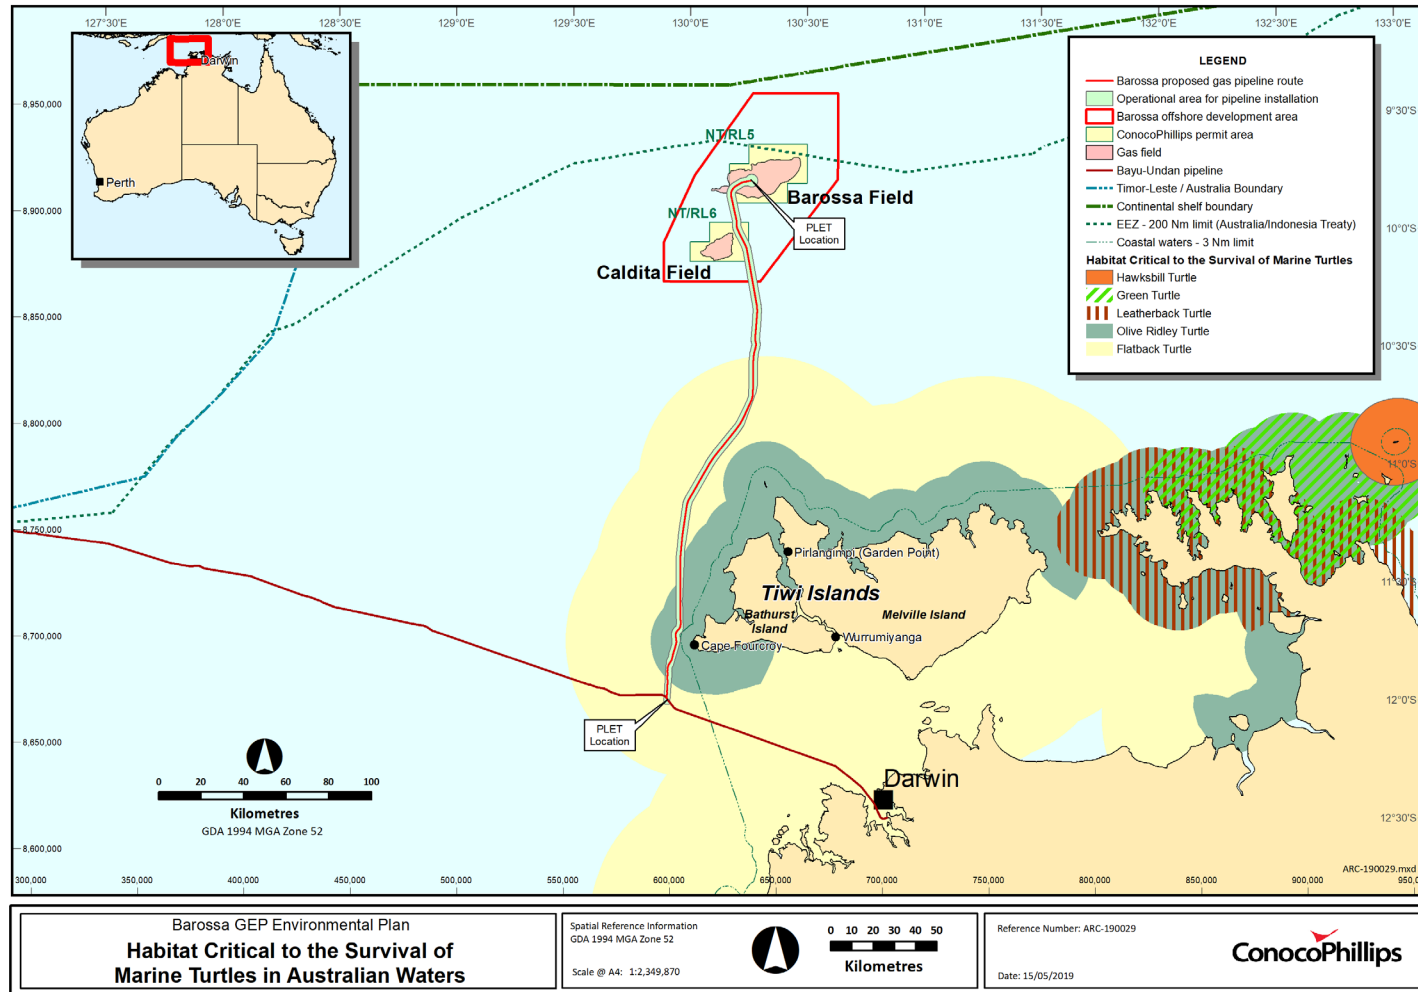 127°30'E
128°0'E
128°30'E
129°0'E
129°30'E
130°0'E
130°30'E
131°0'E
131°30'E
132°0'E
132°30'E
133°0'E
Darwin
Perth
8,950,000
8,900,000
8,850,000
8,800,000
8,750,000
8,700,000
8,650,000
8,600,000
9°30'S
10°0'S
10°30'S
11°0'S
11°30'S
12°0'S
12°30'S
LEGEND
Barossa proposed gas pipeline route
Operational area for pipeline installation
Barossa offshore development area
ConocoPhillips permit area
Gas field
Bayu-Undan pipeline
Timor-Leste / Australia Boundary
Continental shelf boundary
EEZ - 200 Nm limit (Australia/Indonesia Treaty)
Coastal waters - 3 Nm limit
Habitat Critical to the Survival of Marine Turtles
Hawksbill Turtle
Green Turtle
Leatherback Turtle
Olive Ridley Turtle
Flatback Turtle
NT/RL5
Barossa Field
NT/RL6
PLET
Location
Caldita Field
Pirlangimpi (Garden Point)
Tiwi Islands
Bathurst
Island
Melville Island
Wurrumiyanga
Cape Fourcroy
PLET
Location
Darwin
0 20 40 60 80 100
Kilometres
GDA 1994 MGA Zone 52
ARC-190029.mxd
300,000
350,000
400,000
450,000
500,000
550,000
600,000
650,000
700,000
750,000
800,000
850,000
900,000
950,0
Barossa GEP Environmental Plan
Habitat Critical to the Survival of
Marine Turtles in Australian Waters
Spatial Reference Information
GDA 1994 MGA Zone 52
Scale @ A4: 1:2,349,870
0 10 20 30 40 50
Kilometres
Reference Number: ARC-190029
Date: 15/05/2019
ConocoPhillips